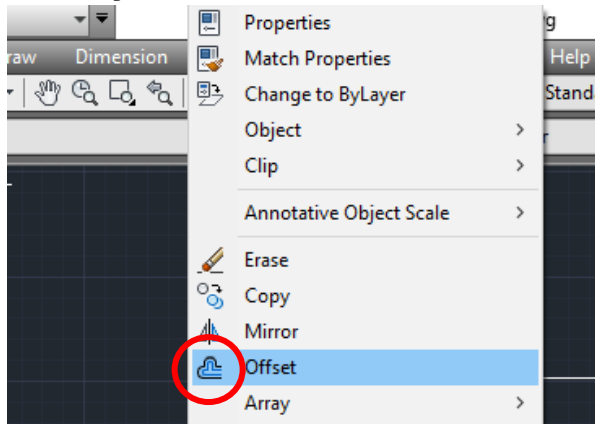 Properties
raw Dimension Match Properties Help
Change to ByLayer Stand
Object
Clip
Annotative Object Scale
Erase
Copy
Mirror
Offset
Array